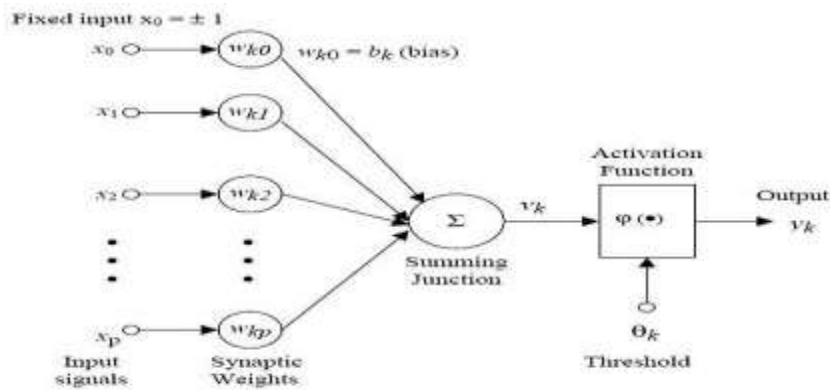 Fixed input x₀ = ± 1
x₀
wk0
wk0 = bk (bias)
x₁
wk1
x₂
wk2
Σ
vk
Summing
Junction
Activation
Function
φ (•)
Output
vk
θk
Threshold
xp
wkp
Input
signals
Synaptic
Weights